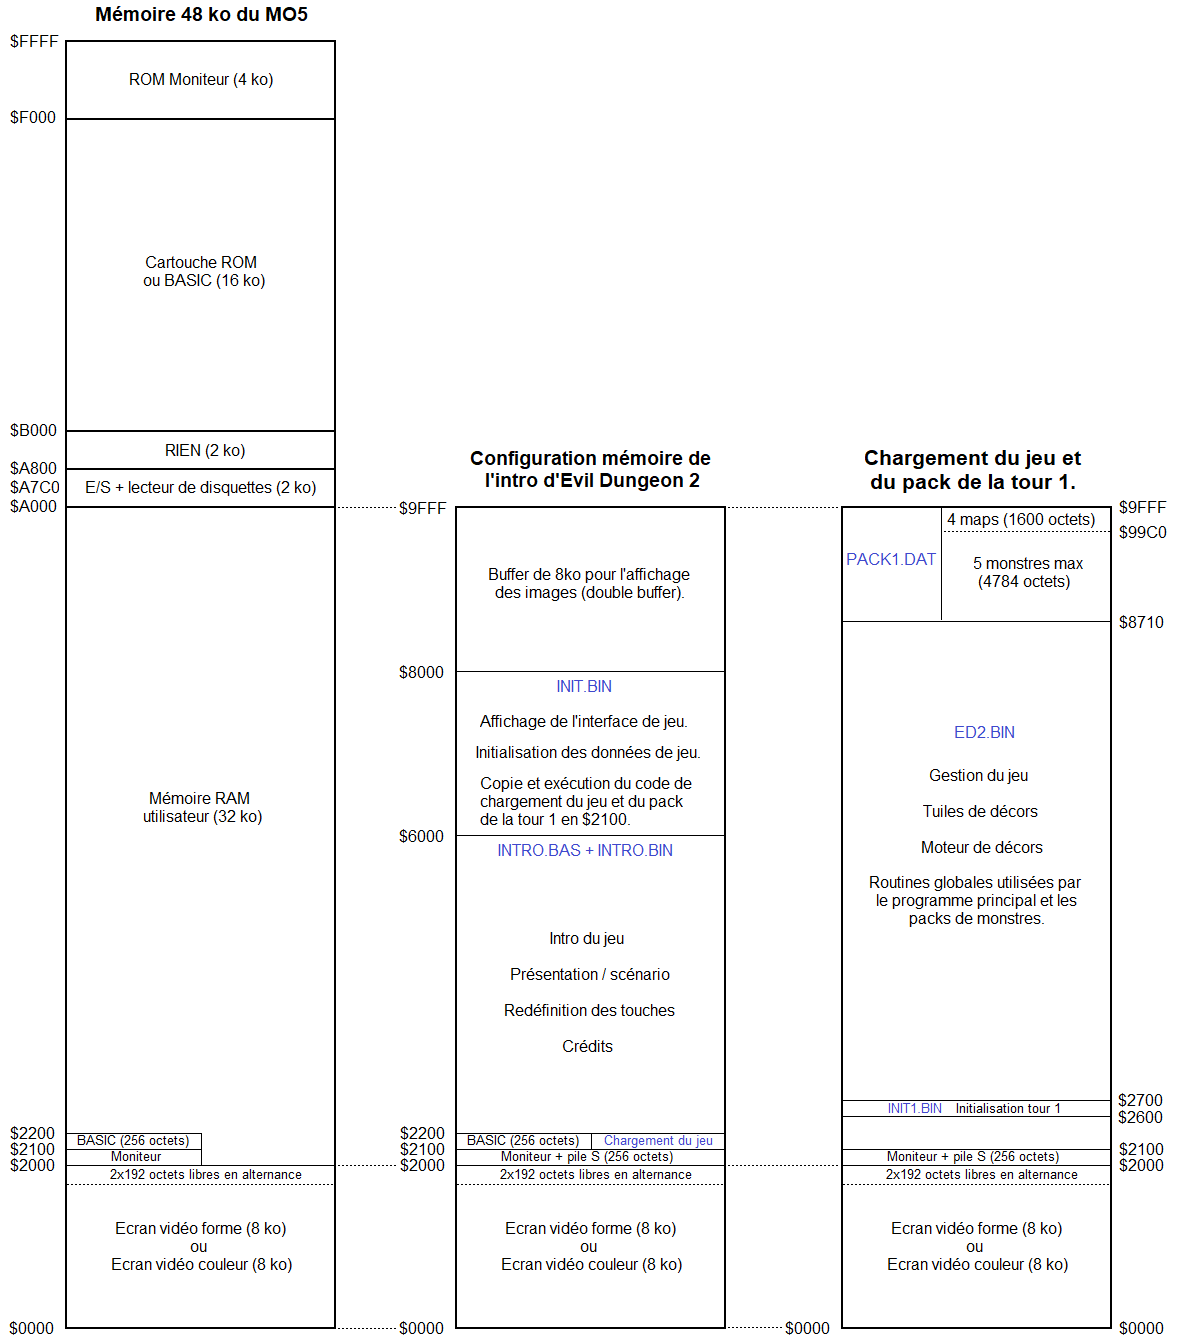 Mémoire 48 ko du MO5
$FFFF
ROM Moniteur (4 ko)
$F000
Cartouche ROM
ou BASIC (16 ko)
$B000
RIEN (2 ko)
$A800
$A7C0
E/S + lecteur de disquettes (2 ko)
$A000
Mémoire RAM
utilisateur (32 ko)
$2200
BASIC (256 octets)
$2100
Moniteur
$2000
2x192 octets libres en alternance
Ecran vidéo forme (8 ko)
ou
Ecran vidéo couleur (8 ko)
$0000
Configuration mémoire de
l'intro d'Evil Dungeon 2
$9FFF
Buffer de 8ko pour l'affichage
des images (double buffer).
$8000
INIT.BIN
Affichage de l'interface de jeu.
Initialisation des données de jeu.
Copie et exécution du code de
chargement du jeu et du pack
de la tour 1 en $2100.
$6000
INTRO.BAS + INTRO.BIN
Intro du jeu
Présentation / scénario
Redéfinition des touches
Crédits
$2200
BASIC (256 octets)
Chargement du jeu
$2100
Moniteur + pile S (256 octets)
$2000
2x192 octets libres en alternance
Ecran vidéo forme (8 ko)
ou
Ecran vidéo couleur (8 ko)
$0000
Chargement du jeu et
du pack de la tour 1.
$9FFF
4 maps (1600 octets)
$99C0
PACK1.DAT
5 monstres max
(4784 octets)
$8710
ED2.BIN
Gestion du jeu
Tuiles de décors
Moteur de décors
Routines globales utilisées par
le programme principal et les
packs de monstres.
$2700
INIT1.BIN Initialisation tour 1
$2600
$2100
Moniteur + pile S (256 octets)
$2000
2x192 octets libres en alternance
Ecran vidéo forme (8 ko)
ou
Ecran vidéo couleur (8 ko)
$0000
$0000